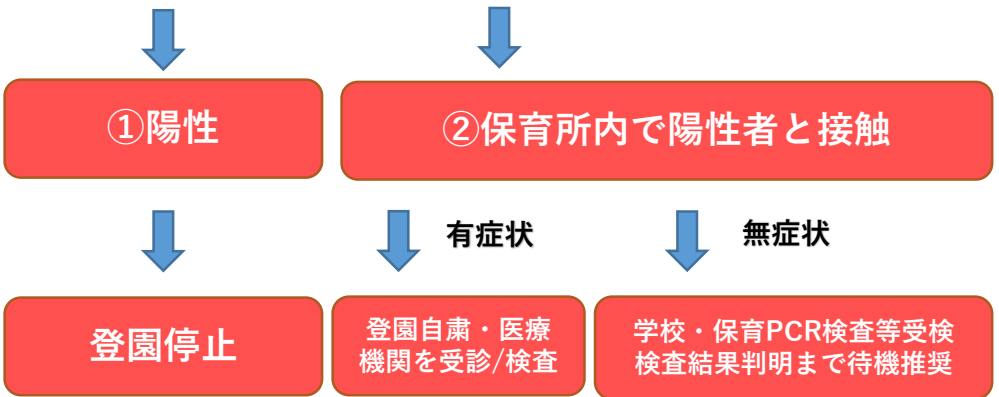 ①陽性
②保育所内で陽性者と接触
有症状
無症状
登園停止
登園自粛・医療
機関を受診/検査
学校・保育PCR検査等受検
検査結果判明まで待機推奨